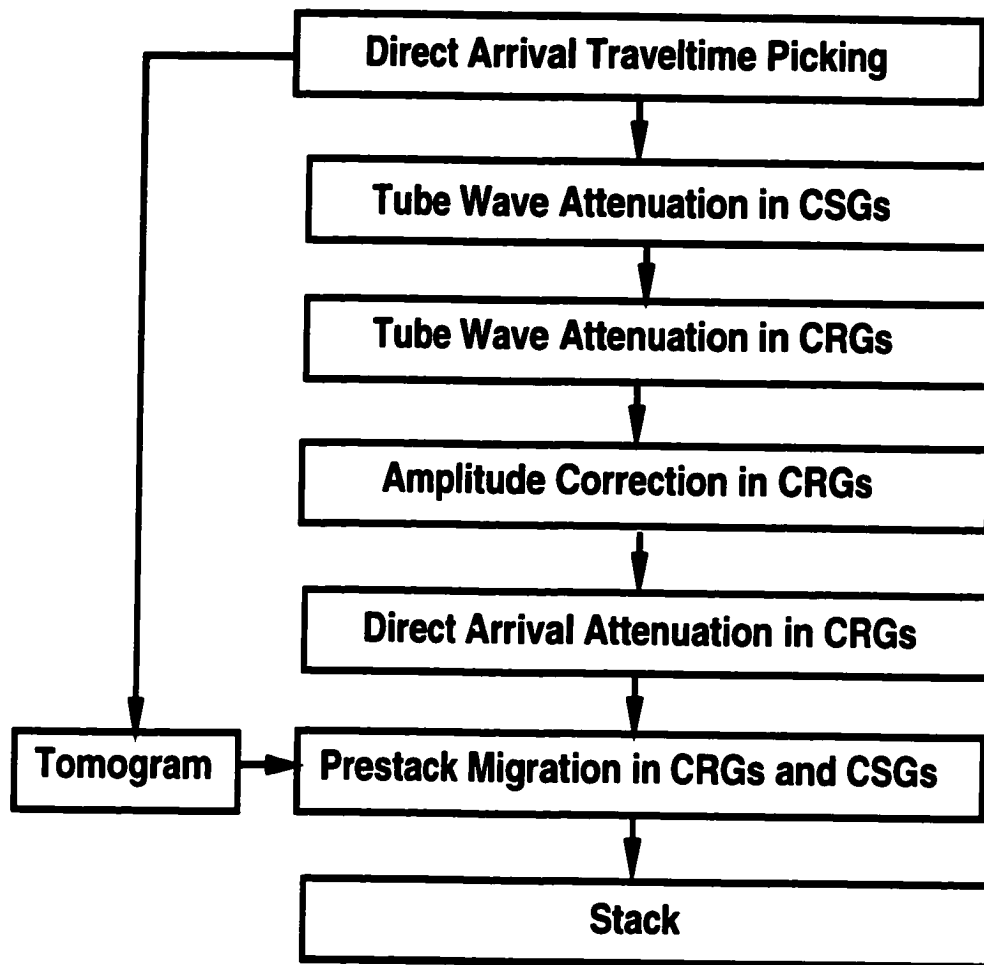 Direct Arrival Traveltime Picking
Tube Wave Attenuation in CSGs
Tube Wave Attenuation in CRGs
Amplitude Correction in CRGs
Direct Arrival Attenuation in CRGs
Tomogram
Prestack Migration in CRGs and CSGs
Stack